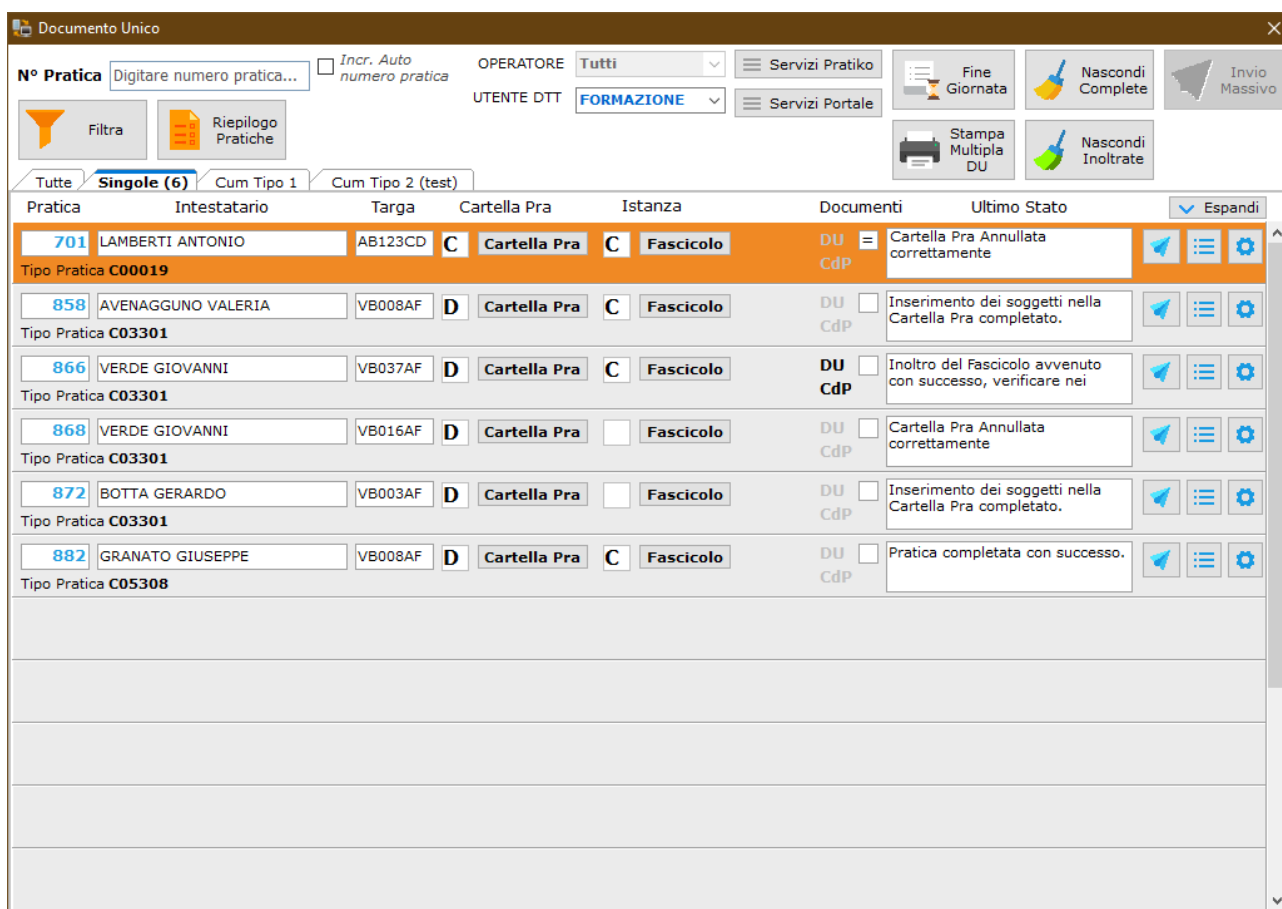 Documento Unico
N° Pratica Digitare numero pratica... Incr. Auto numero pratica
OPERATORE Tutti
UTENTE DTT FORMAZIONE
Servizi Pratiko
Servizi Portale
Fine Giornata
Nascondi Complete
Invio Massivo
Filtra
Riepilogo Pratiche
Stampa Multipla DU
Nascondi Inoltrate
Tutte Singole (6) Cum Tipo 1 Cum Tipo 2 (test)
Pratica Intestatario Targa Cartella Pra Istanza Documenti Ultimo Stato Espandi
701 LAMBERTI ANTONIO AB123CD C Cartella Pra C Fascicolo DU = Cartella Pra Annullata
CdP correttamente
Tipo Pratica C00019
858 AVENAGGUNO VALERIA VB008AF D Cartella Pra C Fascicolo DU Inserimento dei soggetti nella
CdP Cartella Pra completato.
Tipo Pratica C03301
866 VERDE GIOVANNI VB037AF D Cartella Pra C Fascicolo DU Inoltro del Fascicolo avvenuto
CdP con successo, verificare nei
Tipo Pratica C03301
868 VERDE GIOVANNI VB016AF D Cartella Pra Fascicolo DU Cartella Pra Annullata
CdP correttamente
Tipo Pratica C03301
872 BOTTA GERARDO VB003AF D Cartella Pra Fascicolo DU Inserimento dei soggetti nella
CdP Cartella Pra completato.
Tipo Pratica C03301
882 GRANATO GIUSEPPE VB008AF D Cartella Pra C Fascicolo DU Pratica completata con successo.
CdP
Tipo Pratica C05308